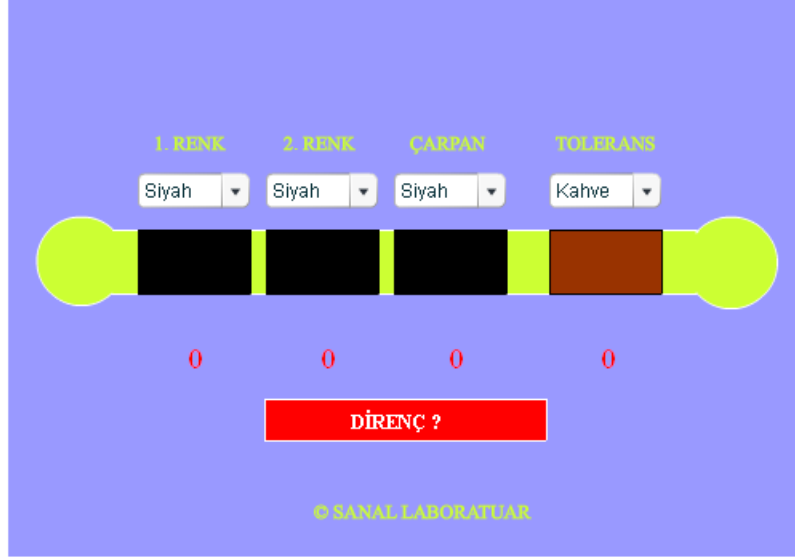 1. RENK 2. RENK ÇARPAN TOLERANS
Siyah Siyah Siyah Kahve
0 0 0 0
DİRENÇ ?
© SANAL LABORATUAR